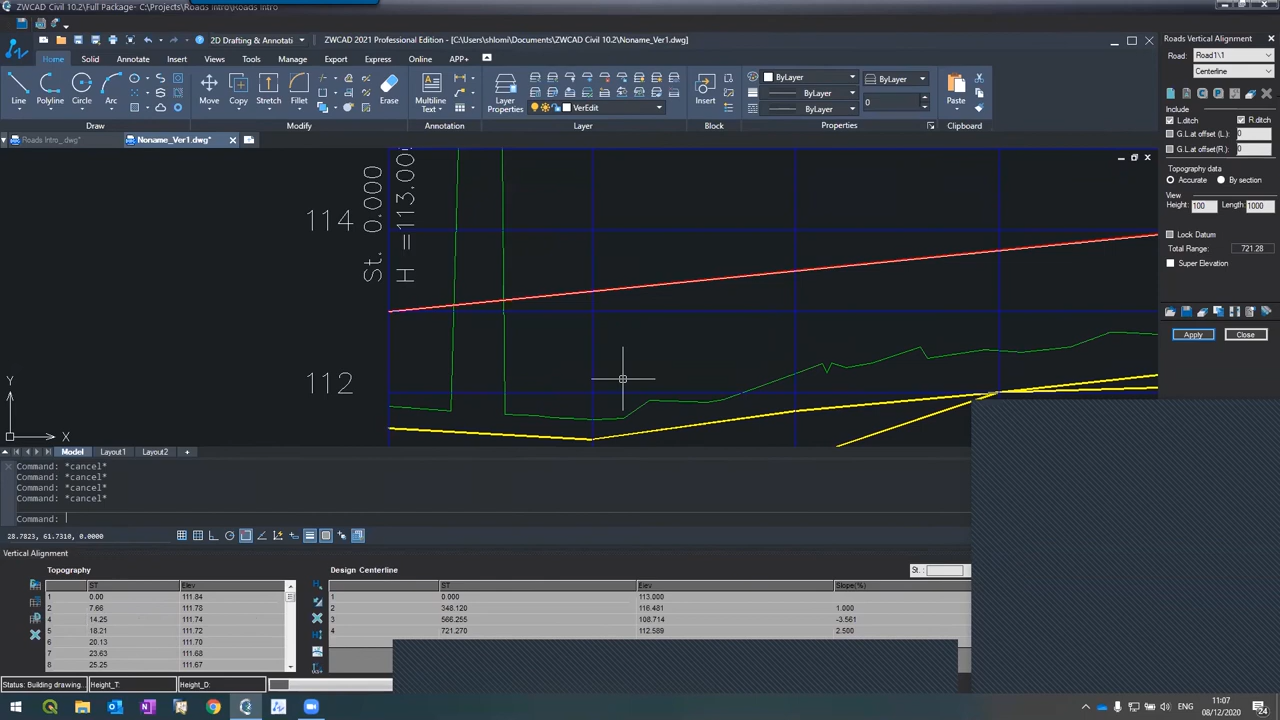 ZWCAD Civil 10.2\Full Package- C:\Projects\Roads Intro\Roads Intro
2D Drafting & Annotati
ZWCAD 2021 Professional Edition - [C:\Users\shlomi\Documents\ZWCAD Civil 10.2\Noname_Ver1.dwg]
Home Solid Annotate Insert Views Tools Manage Export Express Online APP+
Line Polyline Circle Arc
Move Copy Stretch Fillet Erase
Multiline Text
Layer Properties
VerEdit
Insert
ByLayer ByLayer
ByLayer
ByLayer
0
Paste
Draw Modify Annotation Layer Block Properties Clipboard
Roads Intro_.dwg* Noname_Ver1.dwg*
Roads Vertical Alignment
Road: Road1\1
Centerline
Include
L.ditch R.ditch
G.L.at offset (L.) 0
G.L.at offset(R.) 0
Topography data
Accurate By section
View
Height: 100 Length: 1000
Lock Datum
Total Range: 721.28
Super Elevation
Apply Close
St. 0.000
H =113.00
114
112
Y
X
Model Layout1 Layout2 +
Command: *cancel*
Command: *cancel*
Command: *cancel*
Command: *cancel*
Command:
28.7823, 61.7310, 0.0000
Vertical Alignment
Topography
ST Elev
1 0.00 111.84
2 7.66 111.78
4 14.25 111.74
5 18.21 111.72
6 20.13 111.70
7 23.63 111.68
8 25.25 111.67
Design Centerline
St. :
ST Elev Slope(%)
1 0.000 113.000
2 348.120 116.481 1.000
3 566.255 108.714 -3.561
4 721.270 112.589 2.500
Status: Building drawing... Height_T: Height_D:
ENG
11:07
08/12/2020
24